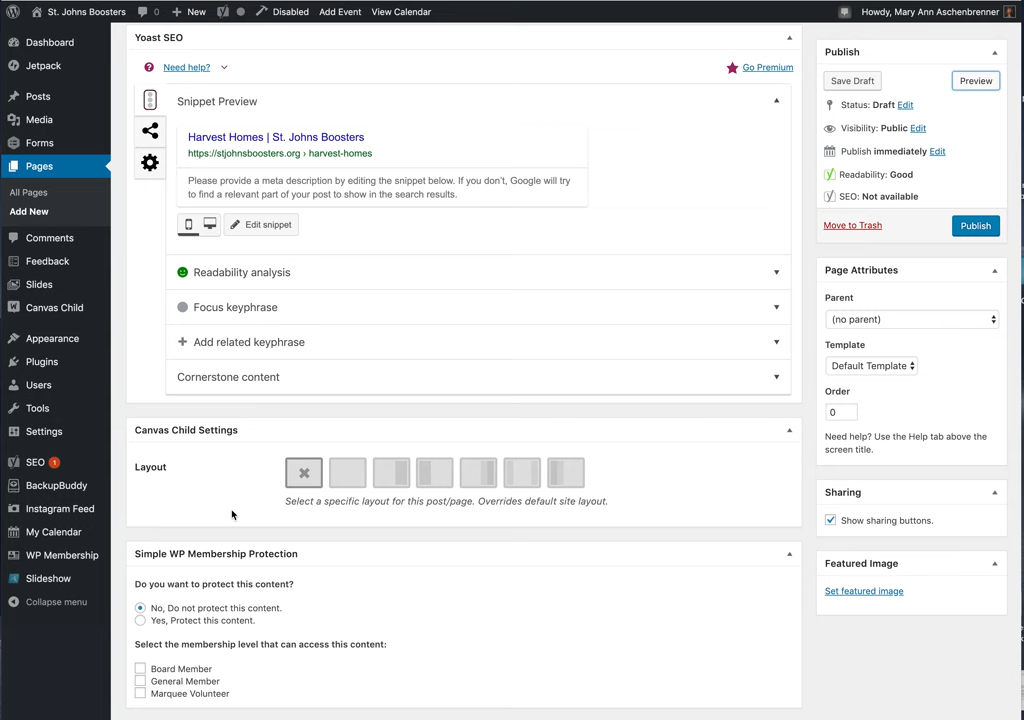 St. Johns Boosters 0 New Disabled Add Event View Calendar Howdy, Mary Ann Aschenbrenner
Dashboard
Jetpack
Posts
Media
Forms
Pages
All Pages
Add New
Comments
Feedback
Slides
Canvas Child
Appearance
Plugins
Users
Tools
Settings
SEO 1
BackupBuddy
Instagram Feed
My Calendar
WP Membership
Slideshow
Collapse menu
Yoast SEO
Need help?
Go Premium
Snippet Preview
Harvest Homes | St. Johns Boosters
https://stjohnsboosters.org › harvest-homes
Please provide a meta description by editing the snippet below. If you don't, Google will try
to find a relevant part of your post to show in the search results.
Edit snippet
Readability analysis
Focus keyphrase
Add related keyphrase
Cornerstone content
Canvas Child Settings
Layout
Select a specific layout for this post/page. Overrides default site layout.
Simple WP Membership Protection
Do you want to protect this content?
No, Do not protect this content.
Yes, Protect this content.
Select the membership level that can access this content:
Board Member
General Member
Marquee Volunteer
Publish
Save Draft Preview
Status: Draft Edit
Visibility: Public Edit
Publish immediately Edit
Readability: Good
SEO: Not available
Move to Trash Publish
Page Attributes
Parent
(no parent)
Template
Default Template
Order
0
Need help? Use the Help tab above the
screen title.
Sharing
Show sharing buttons.
Featured Image
Set featured image